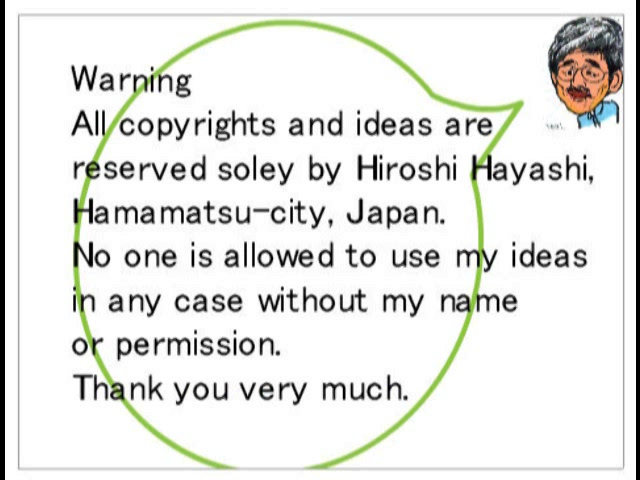 Warning
All copyrights and ideas are
reserved soley by Hiroshi Hayashi,
Hamamatsu-city, Japan.
No one is allowed to use my ideas
in any case without my name
or permission.
Thank you very much.